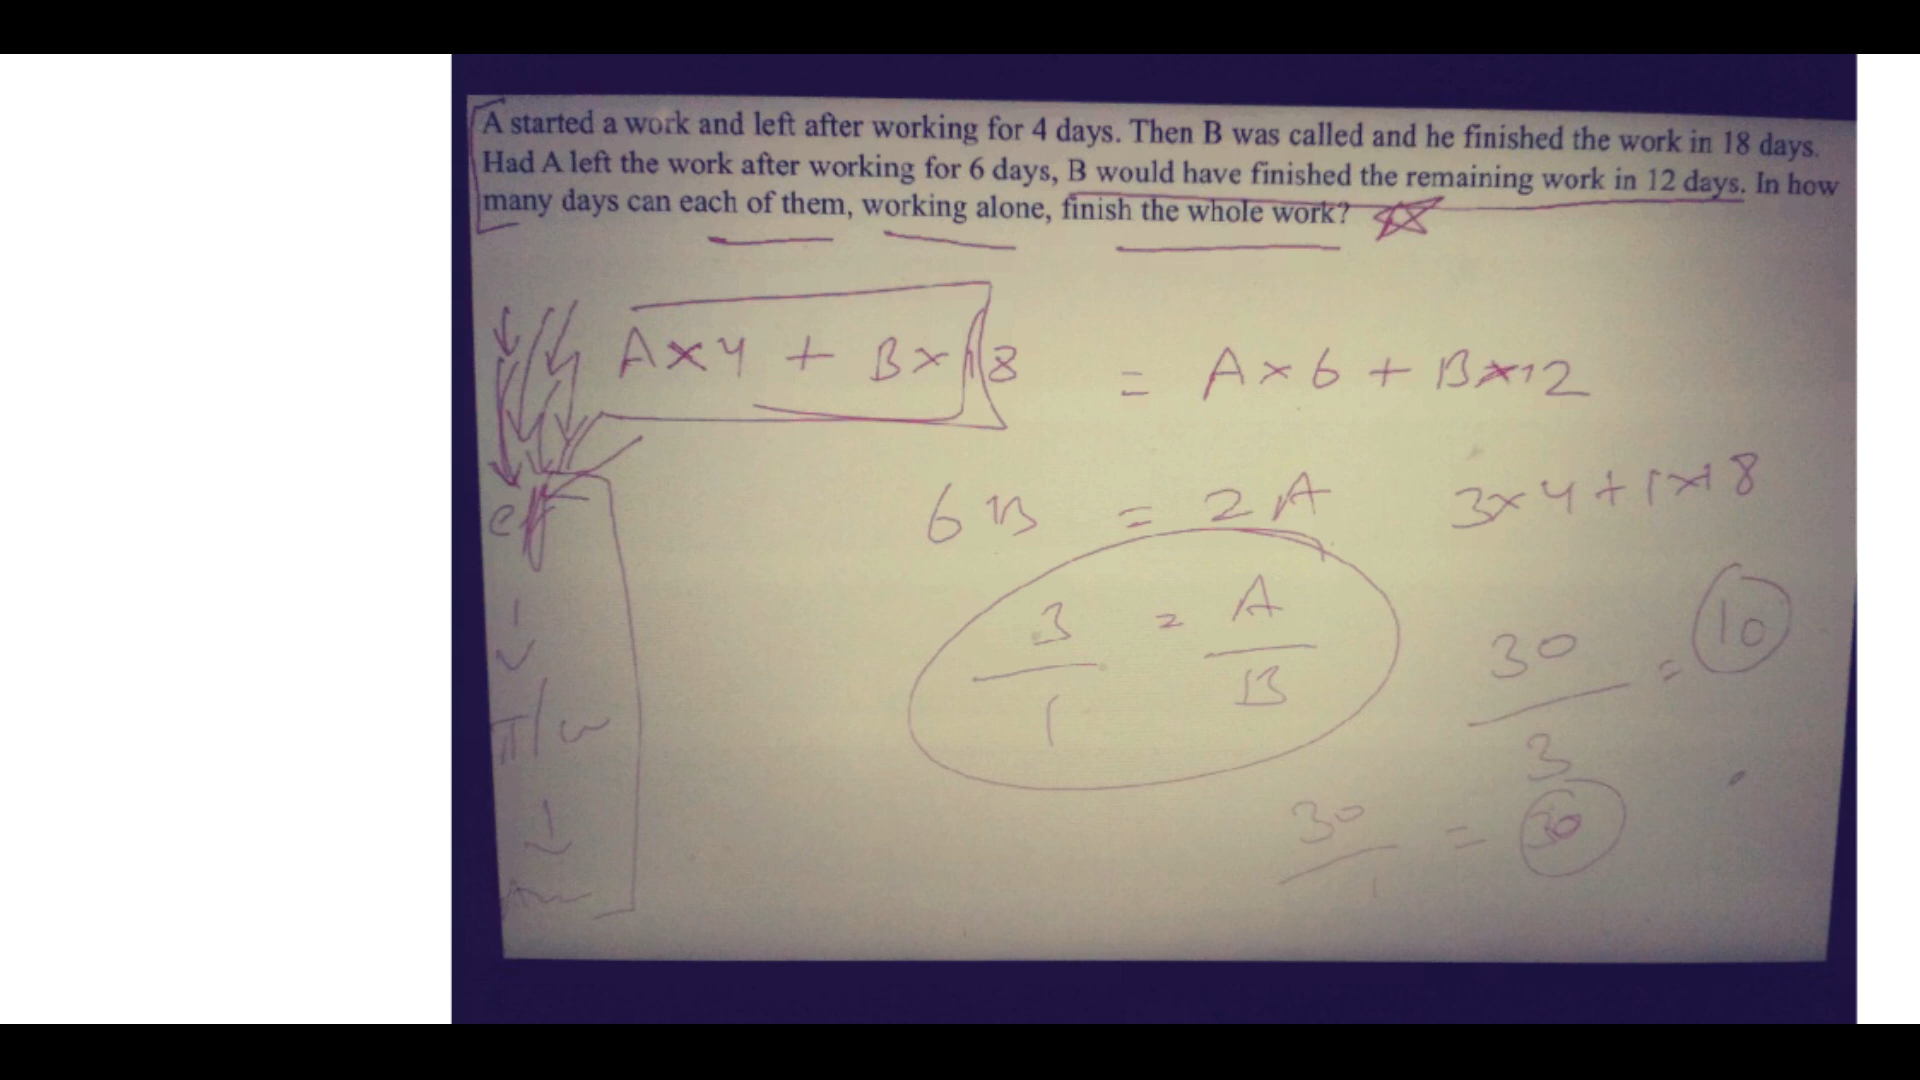 A started a work and left after working for 4 days. Then B was called and he finished the work in 18 days.
Had A left the work after working for 6 days, B would have finished the remaining work in 12 days. In how
many days can each of them, working alone, finish the whole work?
A×4 + B×18 = A×6 + B×12
6B = 2A
3×4+1×18
3/1 = A/B
30/3 = 10
30/1 = 30
eff
T/w